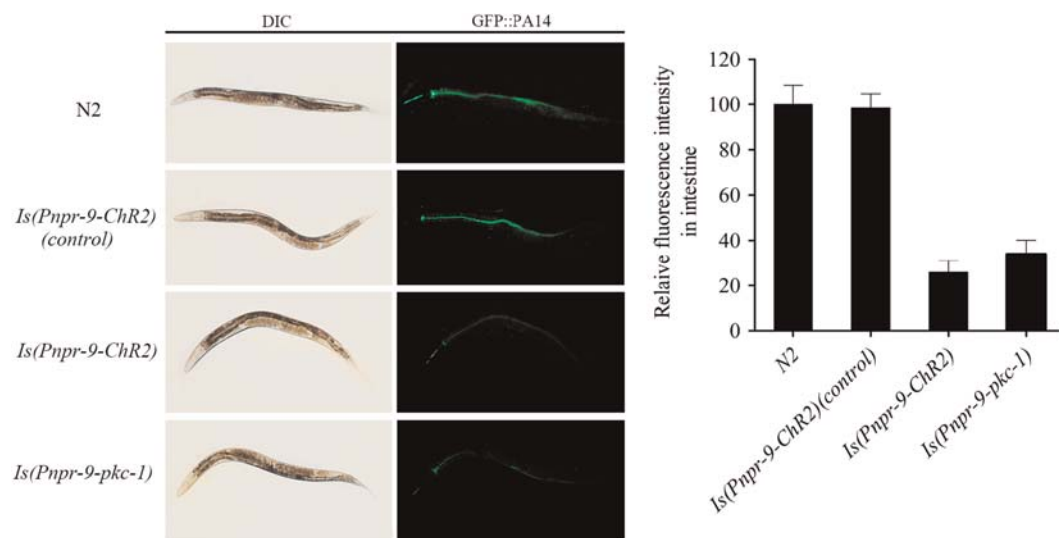 DIC GFP::PA14
N2
Is(Pnpr-9-ChR2)
(control)
Is(Pnpr-9-ChR2)
Is(Pnpr-9-pkc-1)
Relaive fluorescence intensity
in intestine
120
100
80
60
40
20
0
N2
Is(Pnpr-9-ChR2)(control)
Is(Pnpr-9-ChR2)
Is(Pnpr-9-pkc-1)